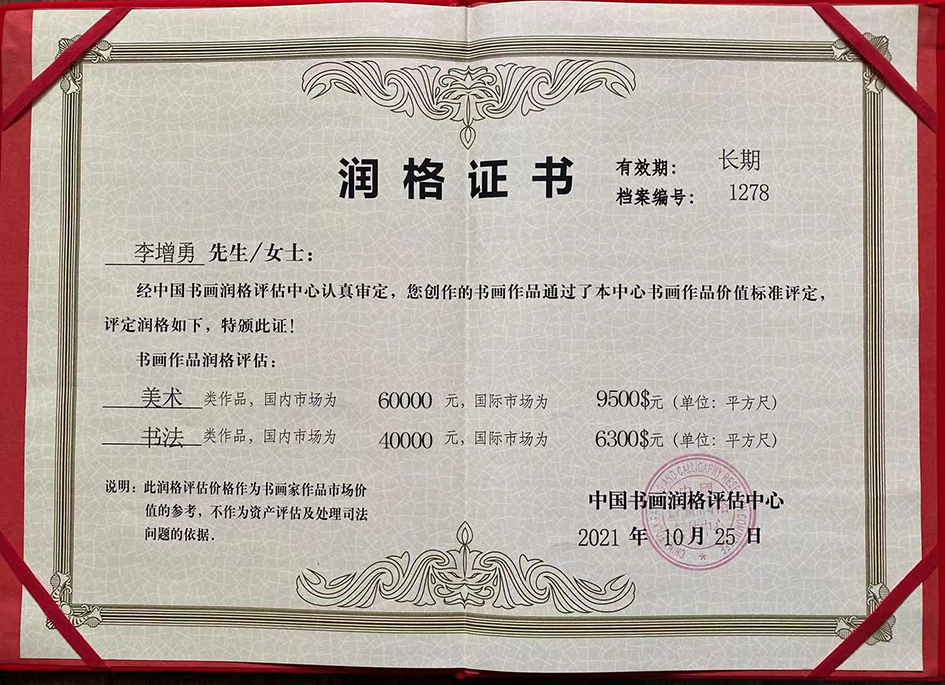 润格证书
有效期： 长期
档案编号： 1278
李增勇 先生/女士：
经中国书画润格评估中心认真审定，您创作的书画作品通过了本中心书画作品价值标准评定，
评定润格如下，特颁此证！
书画作品润格评估：
美术 类作品，国内市场为 60000 元，国际市场为 9500$元（单位：平方尺）
书法 类作品，国内市场为 40000 元，国际市场为 6300$元（单位：平方尺）
说明：此润格评估价格作为书画家作品市场价
值的参考，不作为资产评估及处理司法
问题的依据．
中国书画润格评估中心
2021 年 10 月 25 日